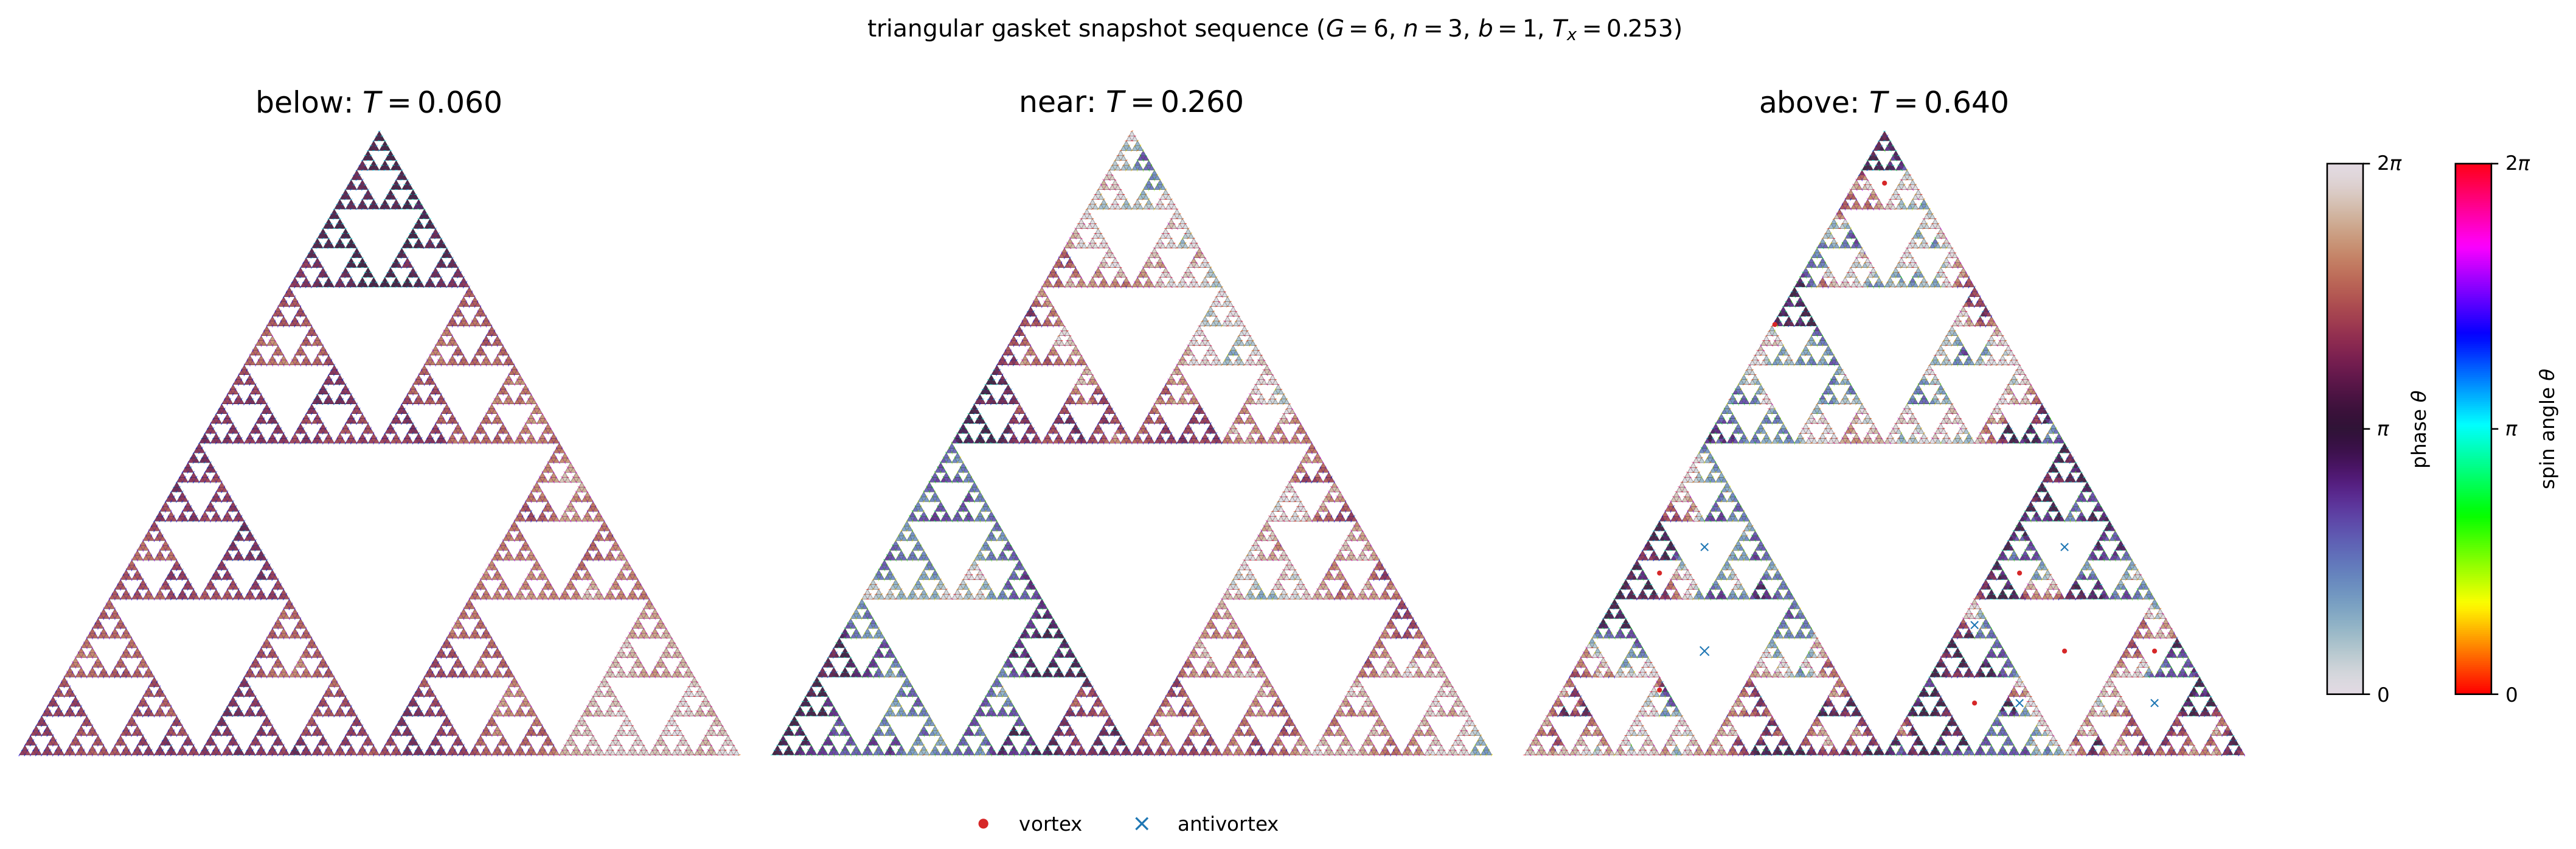 triangular gasket snapshot sequence (G = 6, n = 3, b = 1, Tₓ = 0.253)
below: T = 0.060
near: T = 0.260
above: T = 0.640
2π
π
0
phase θ
2π
π
0
spin angle θ
vortex
antivortex